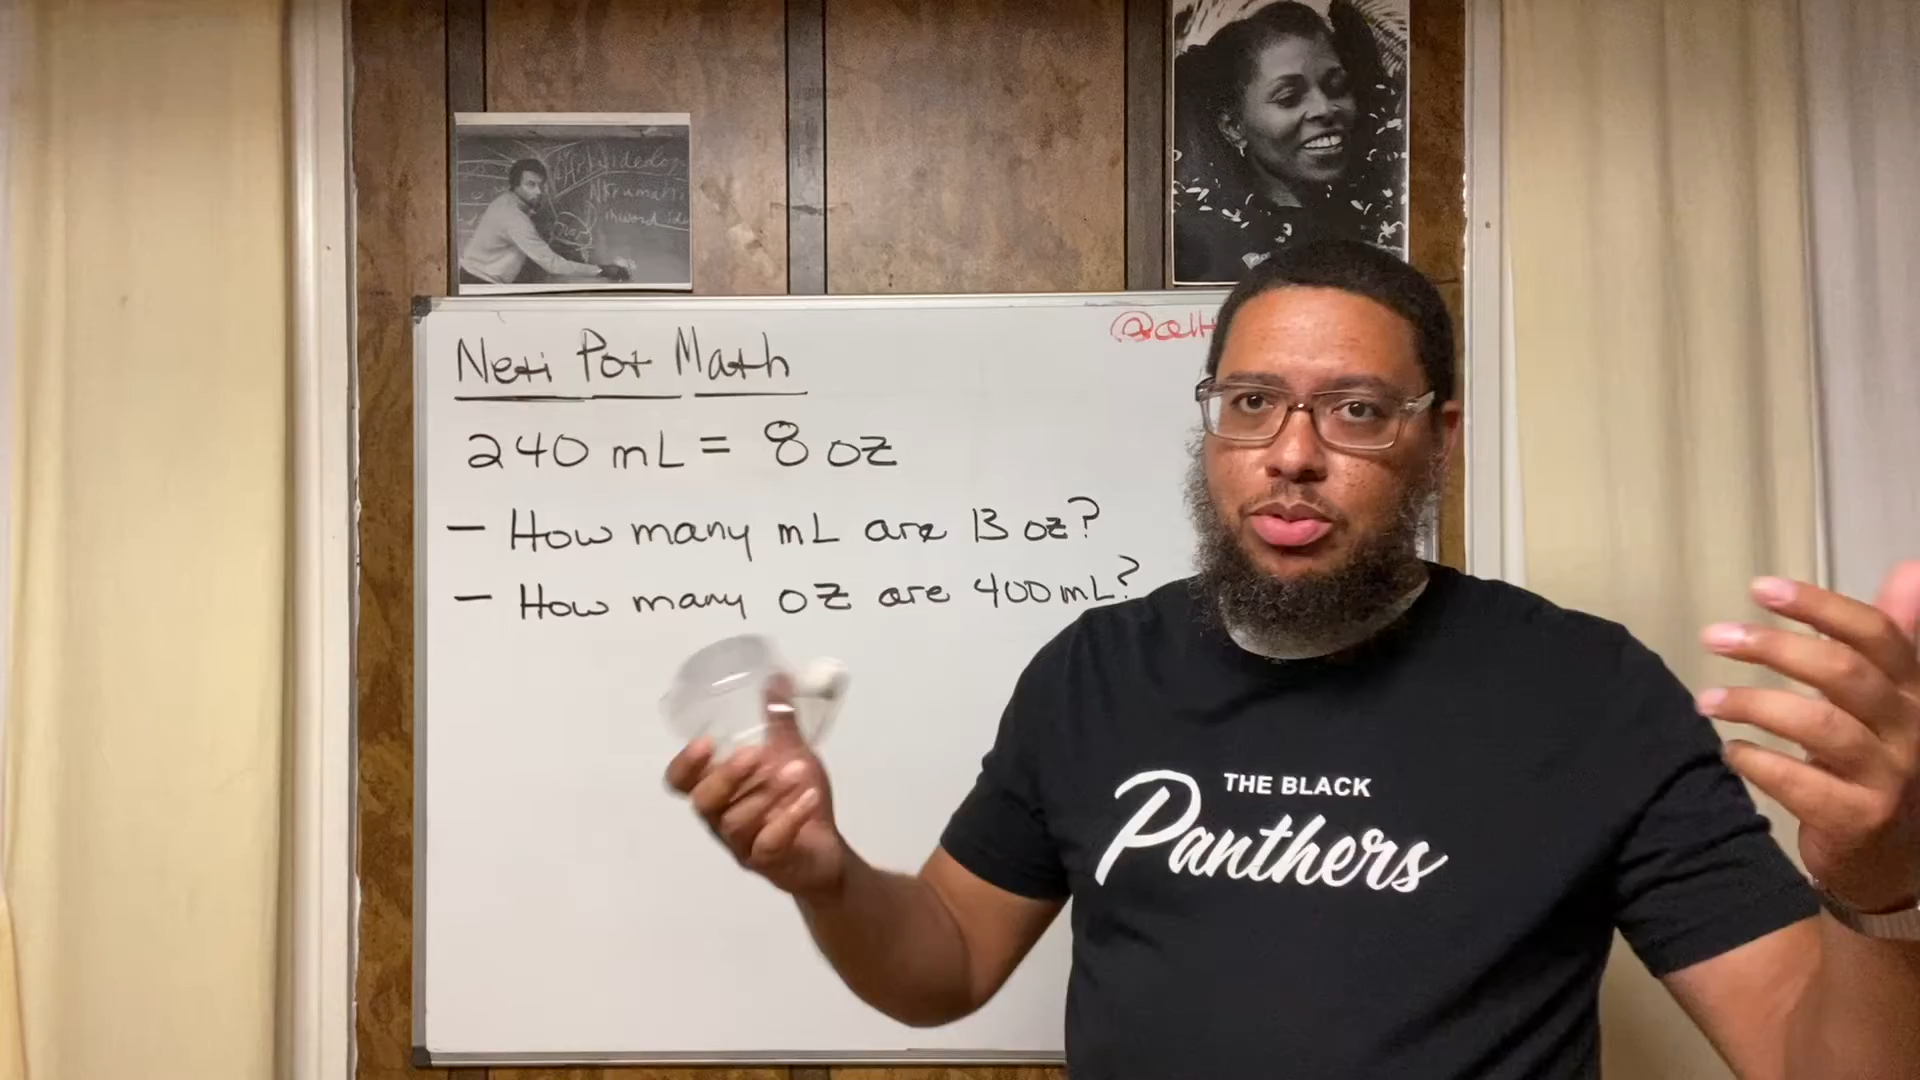 Neti Pot Math
240 mL = 8 oz
- How many mL are 13 oz?
- How many oz are 400 mL?
THE BLACK
Panthers